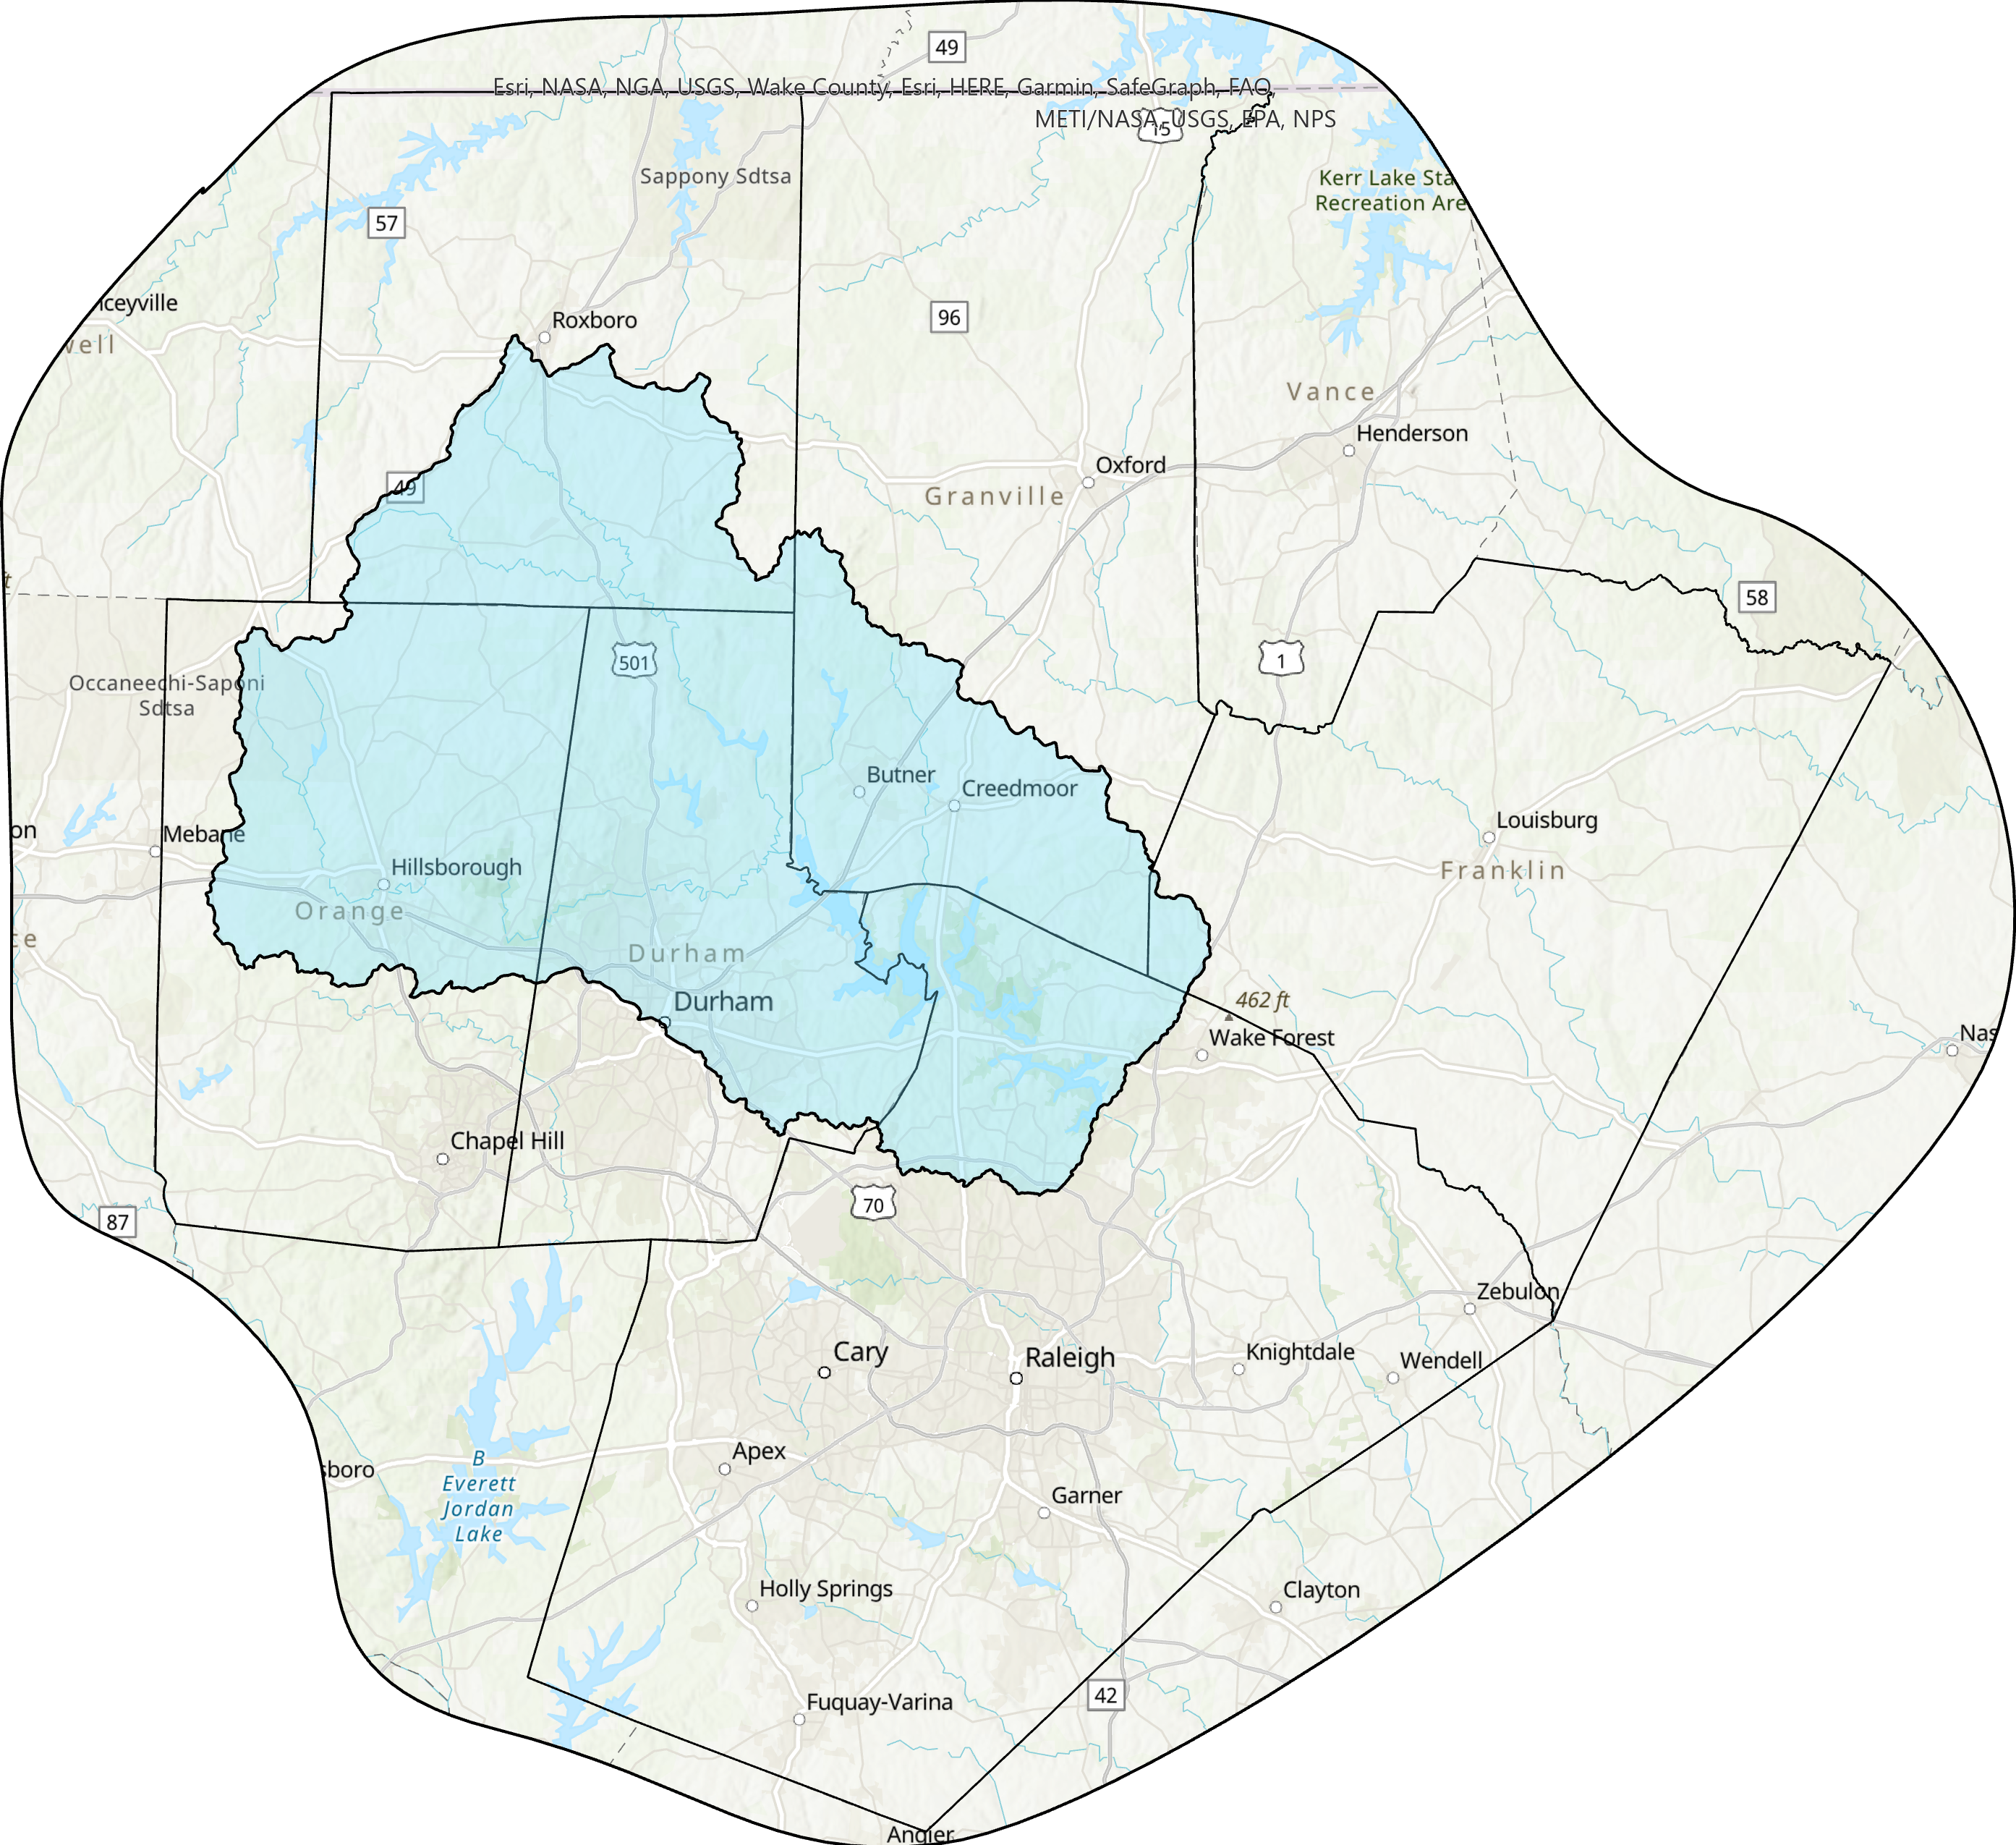 49
Esri, NASA, NGA, USGS, Wake County, Esri, HERE, Garmin, SafeGraph, FAO,
METI/NASA, USGS, EPA, NPS
15
Sappony Sdtsa
Kerr Lake Sta
Recreation Are
57
iceyville
Roxboro
96
well
Vance
Henderson
Oxford
49
Granville
ft
58
501
1
Occaneechi-Saponi
Sdtsa
Butner
Creedmoor
Louisburg
on
Mebane
Hillsborough
Franklin
Orange
ce
Durham
Durham
462 ft
Wake Forest
Nas
Chapel Hill
70
87
Zebulon
Cary
Raleigh
Knightdale
Wendell
Apex
sboro
B
Everett
Jordan
Lake
Garner
Holly Springs
Clayton
Fuquay-Varina
42
Angier